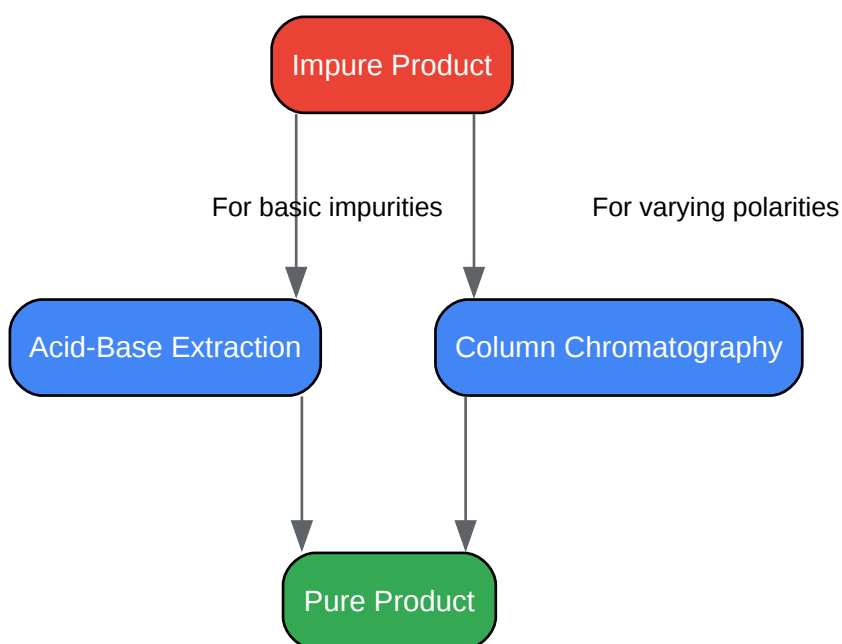 Impure Product
For basic impurities
For varying polarities
Acid-Base Extraction
Column Chromatography
Pure Product